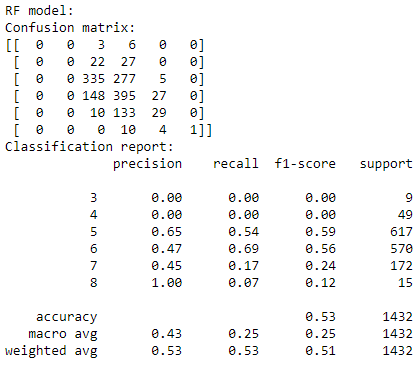 RF model:
Confusion matrix:
[[  0   0   3   6   0   0]
 [  0   0  22  27   0   0]
 [  0   0 335 277   5   0]
 [  0   0 148 395  27   0]
 [  0   0  10 133  29   0]
 [  0   0   0  10   4   1]]
Classification report:
              precision    recall  f1-score   support
           3       0.00      0.00      0.00         9
           4       0.00      0.00      0.00        49
           5       0.65      0.54      0.59       617
           6       0.47      0.69      0.56       570
           7       0.45      0.17      0.24       172
           8       1.00      0.07      0.12        15
    accuracy                           0.53      1432
   macro avg       0.43      0.25      0.25      1432
weighted avg       0.53      0.53      0.51      1432